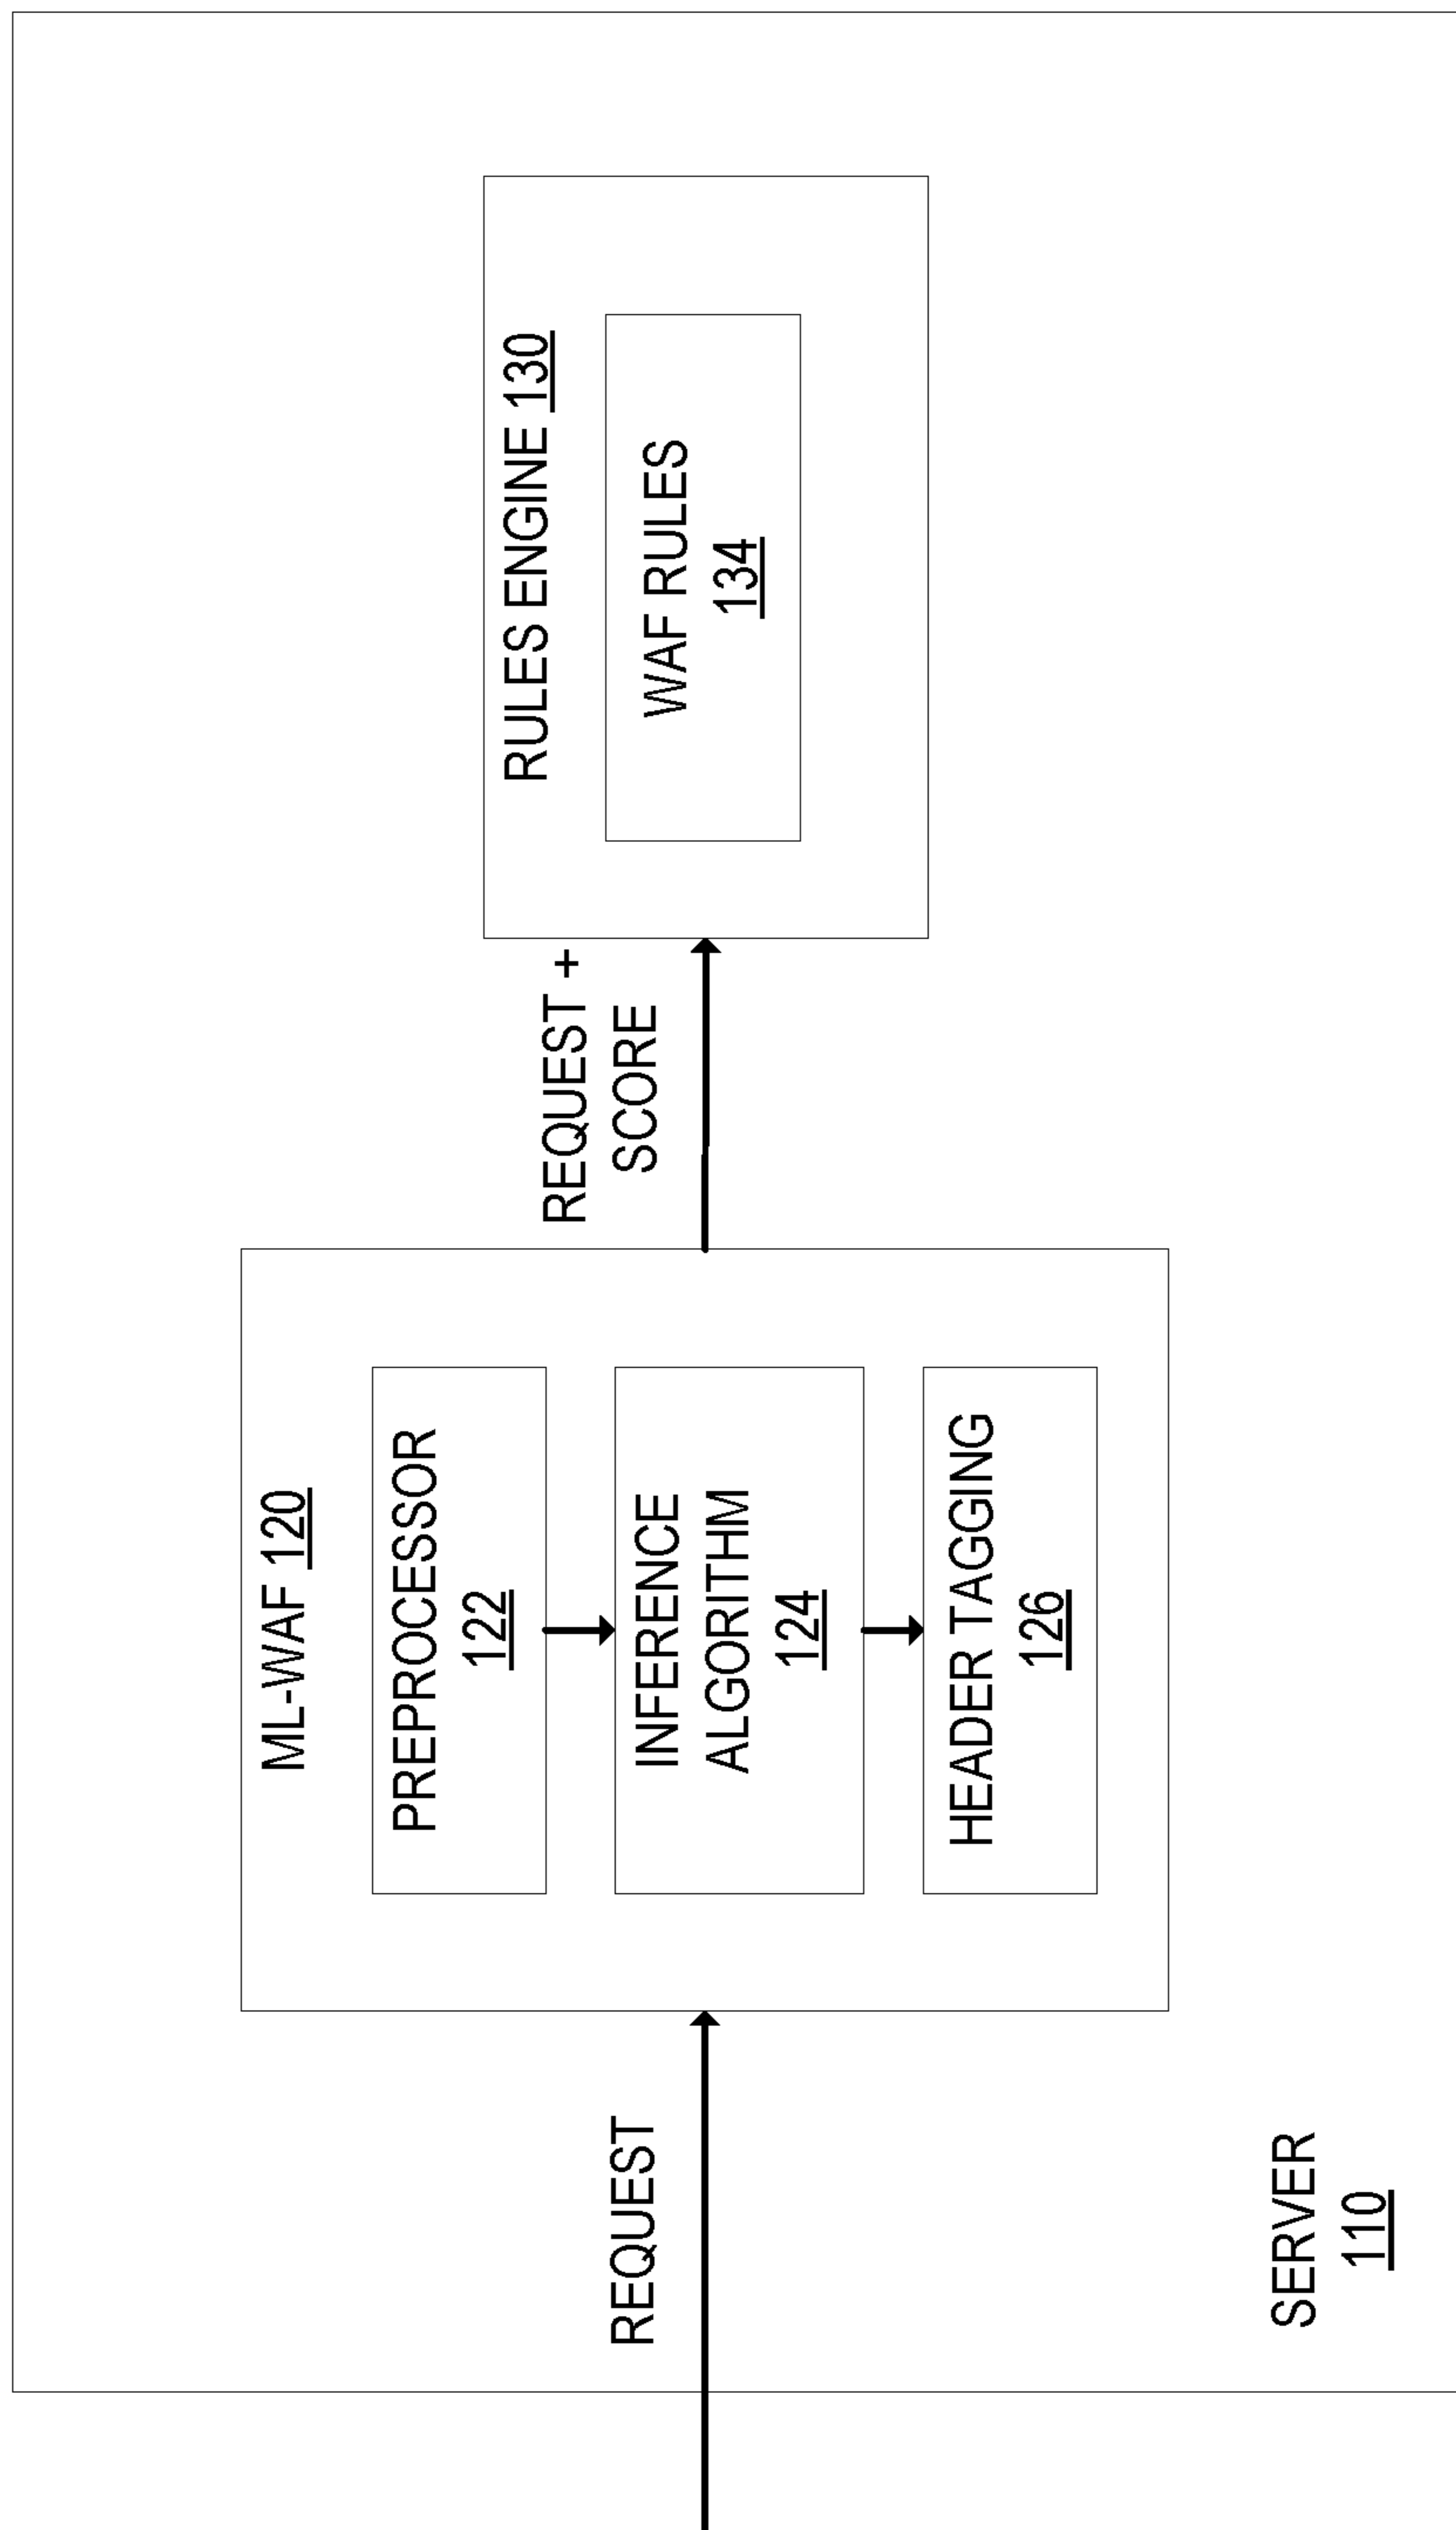 REQUEST
ML-WAF 120
PREPROCESSOR
122
INFERENCE
ALGORITHM
124
HEADER TAGGING
126
REQUEST +
SCORE
RULES ENGINE 130
WAF RULES
134
SERVER
110